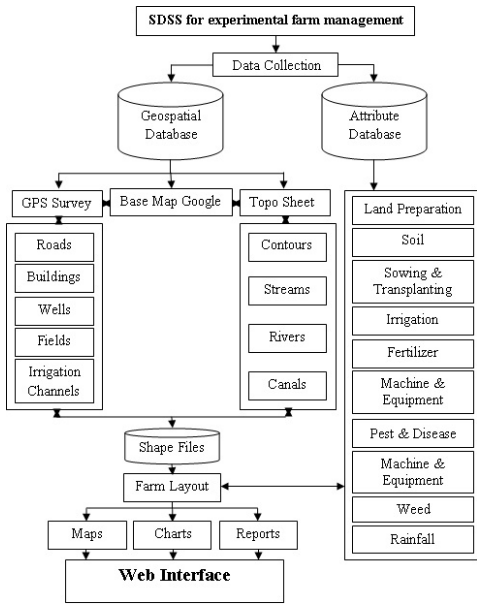 SDSS for experimental farm management
Data Collection
Geospatial
Database
Attribute
Database
GPS Survey
Base Map Google
Topo Sheet
Roads
Buildings
Wells
Fields
Irrigation
Channels
Contours
Streams
Rivers
Canals
Land Preparation
Soil
Sowing &
Transplanting
Irrigation
Fertilizer
Machine &
Equipment
Pest & Disease
Machine &
Equipment
Weed
Rainfall
Shape Files
Farm Layout
Maps
Charts
Reports
Web Interface